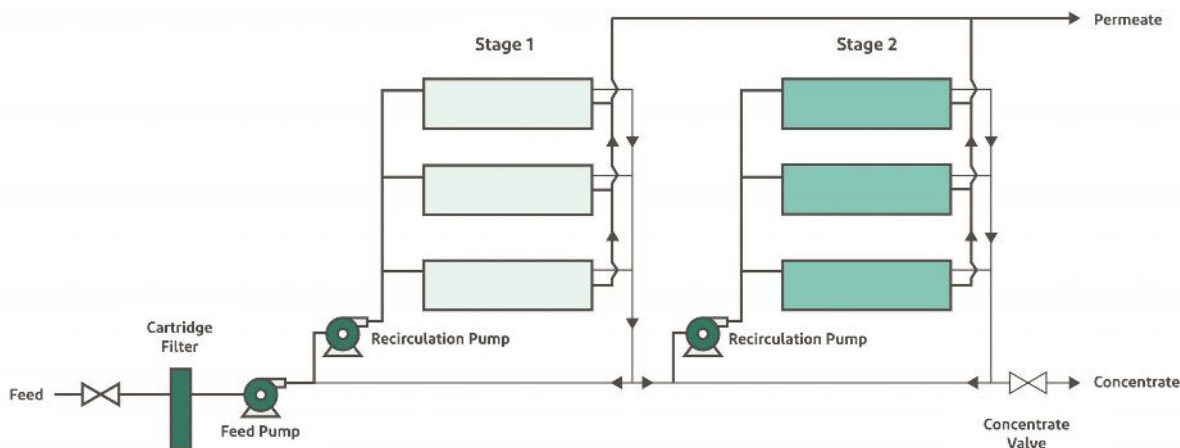 Permeate
Stage 1
Stage 2
Cartridge
Filter
Recirculation Pump
Recirculation Pump
Feed
Feed Pump
Concentrate
Concentrate
Valve